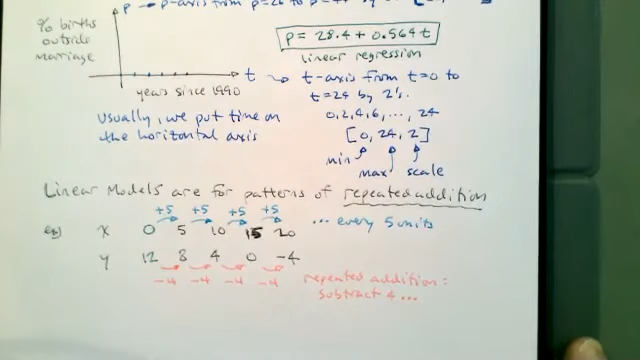 p → p-axis from p=26 to
% births
outside
marriage
p = 28.4 + 0.564t
linear regression
t → t-axis from t=0 to
t=24 by 2's.
years since 1990
0, 2, 4, 6, ..., 24
Usually, we put time on
the horizontal axis
[0, 24, 2]
min max scale
Linear Models are for patterns of repeated addition
+5 +5 +5 +5
ex) x 0 5 10 15 20 ... every 5 units
y 12 8 4 0 -4
-4 -4 -4 -4
repeated addition:
subtract 4 ...